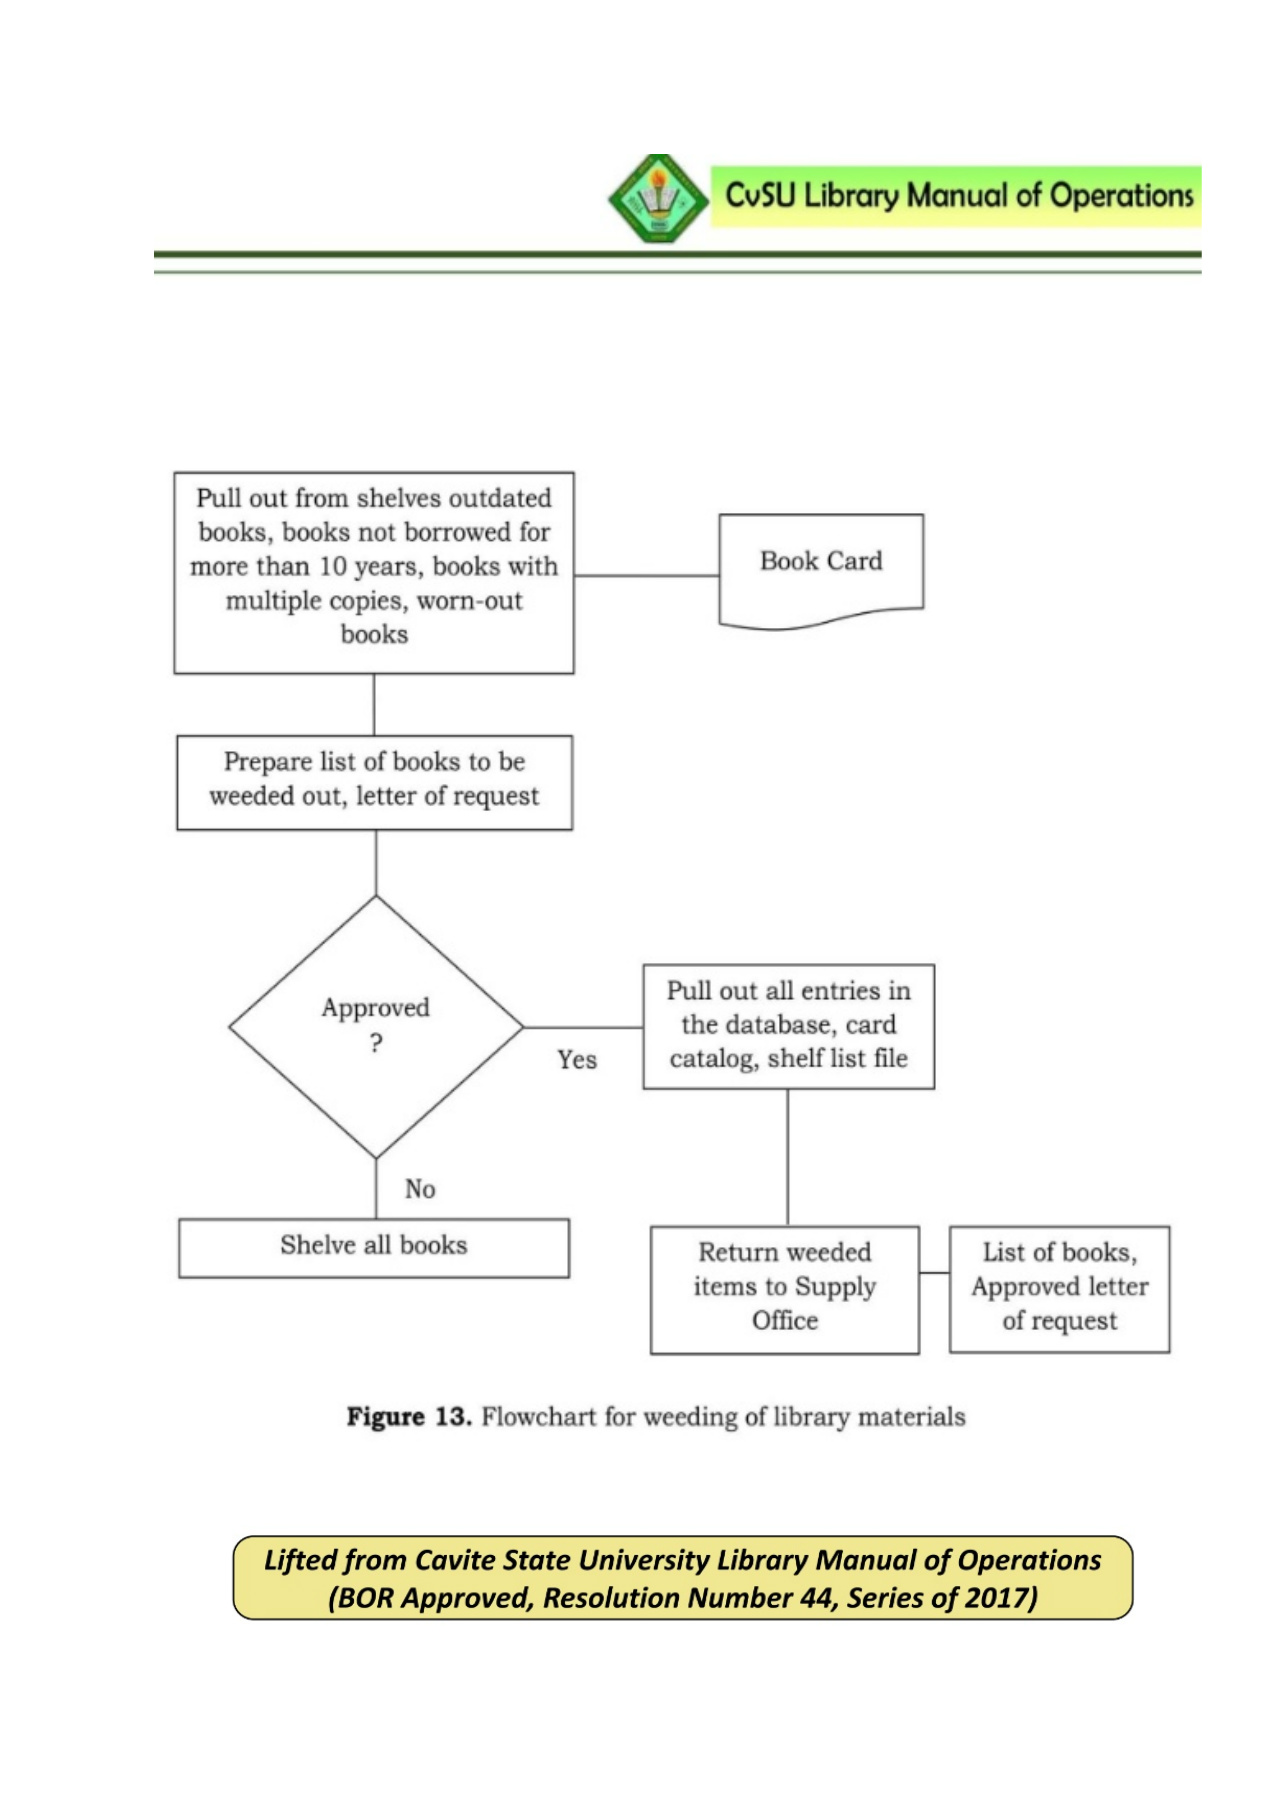 CvSU Library Manual of Operations
Pull out from shelves outdated
books, books not borrowed for
more than 10 years, books with
multiple copies, worn-out
books
Book Card
Prepare list of books to be
weeded out, letter of request
Approved
?
Yes
Pull out all entries in
the database, card
catalog, shelf list file
No
Shelve all books
Return weeded
items to Supply
Office
List of books,
Approved letter
of request
Figure 13. Flowchart for weeding of library materials
Lifted from Cavite State University Library Manual of Operations
(BOR Approved, Resolution Number 44, Series of 2017)